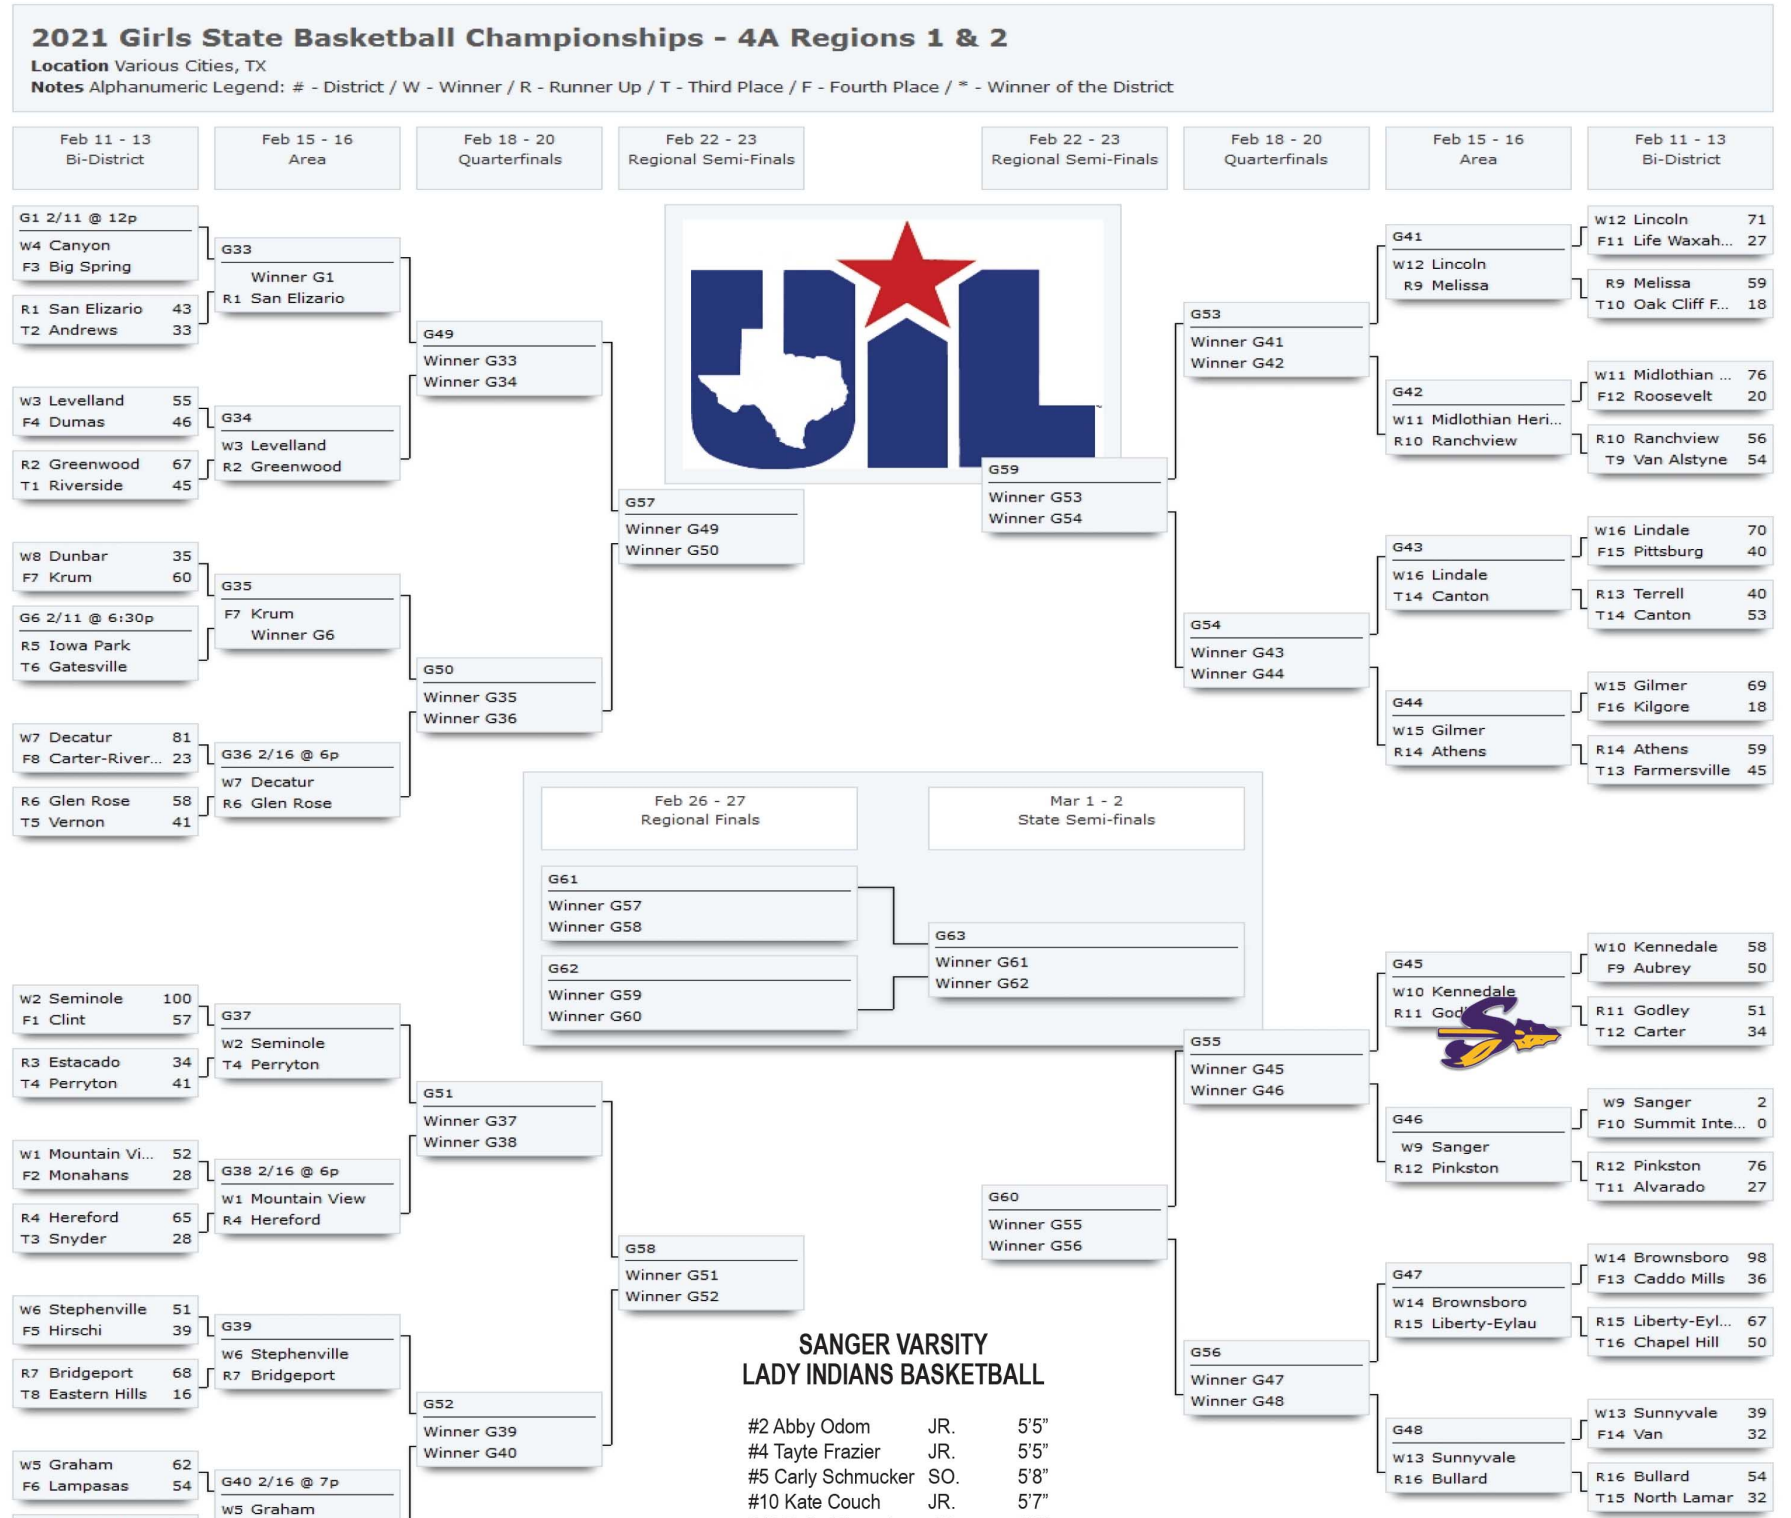 2021 Girls State Basketball Championships - 4A Regions 1 & 2
Location Various Cities, TX
Notes Alphanumeric Legend: # - District / W - Winner / R - Runner Up / T - Third Place / F - Fourth Place / * - Winner of the District
Feb 11 - 13
Bi-District
Feb 15 - 16
Area
Feb 18 - 20
Quarterfinals
Feb 22 - 23
Regional Semi-Finals
Feb 22 - 23
Regional Semi-Finals
Feb 18 - 20
Quarterfinals
Feb 15 - 16
Area
Feb 11 - 13
Bi-District
G1 2/11 @ 12p
W4 Canyon
F3 Big Spring
R1 San Elizario 43
T2 Andrews 33
W3 Levelland 55
F4 Dumas 46
R2 Greenwood 67
T1 Riverside 45
W8 Dunbar 35
F7 Krum 60
G6 2/11 @ 6:30p
R5 Iowa Park
T6 Gatesville
W7 Decatur 81
F8 Carter-River... 23
R6 Glen Rose 58
T5 Vernon 41
W2 Seminole 100
F1 Clint 57
R3 Estacado 34
T4 Perryton 41
W1 Mountain Vi... 52
F2 Monahans 28
R4 Hereford 65
T3 Snyder 28
W6 Stephenville 51
F5 Hirschi 39
R7 Bridgeport 68
T8 Eastern Hills 16
W5 Graham 62
F6 Lampasas 54
G33
Winner G1
R1 San Elizario
G34
W3 Levelland
R2 Greenwood
G35
F7 Krum
Winner G6
G36 2/16 @ 6p
W7 Decatur
R6 Glen Rose
G37
W2 Seminole
T4 Perryton
G38 2/16 @ 6p
W1 Mountain View
R4 Hereford
G39
W6 Stephenville
R7 Bridgeport
G40 2/16 @ 7p
W5 Graham
G49
Winner G33
Winner G34
G50
Winner G35
Winner G36
G51
Winner G37
Winner G38
G52
Winner G39
Winner G40
G57
Winner G49
Winner G50
G58
Winner G51
Winner G52
UIL
Feb 26 - 27
Regional Finals
Mar 1 - 2
State Semi-finals
G61
Winner G57
Winner G58
G62
Winner G59
Winner G60
G63
Winner G61
Winner G62
SANGER VARSITY
LADY INDIANS BASKETBALL
#2 Abby Odom JR. 5'5"
#4 Tayte Frazier JR. 5'5"
#5 Carly Schmucker SO. 5'8"
#10 Kate Couch JR. 5'7"
G59
Winner G53
Winner G54
G60
Winner G55
Winner G56
G53
Winner G41
Winner G42
G54
Winner G43
Winner G44
G55
Winner G45
Winner G46
G56
Winner G47
Winner G48
G41
W12 Lincoln
R9 Melissa
G42
W11 Midlothian Heri...
R10 Ranchview
G43
W16 Lindale
T14 Canton
G44
W15 Gilmer
R14 Athens
G45
W10 Kennedale
R11
S
G46
W9 Sanger
R12 Pinkston
G47
W14 Brownsboro
R15 Liberty-Eylau
G48
W13 Sunnyvale
R16 Bullard
W12 Lincoln 71
F11 Life Waxah... 27
R9 Melissa 59
T10 Oak Cliff F... 18
W11 Midlothian ... 76
F12 Roosevelt 20
R10 Ranchview 56
T9 Van Alstyne 54
W16 Lindale 70
F15 Pittsburg 40
R13 Terrell 40
T14 Canton 53
W15 Gilmer 69
F16 Kilgore 18
R14 Athens 59
T13 Farmersville 45
W10 Kennedale 58
F9 Aubrey 50
R11 Godley 51
T12 Carter 34
W9 Sanger 2
F10 Summit Inte... 0
R12 Pinkston 76
T11 Alvarado 27
W14 Brownsboro 98
F13 Caddo Mills 36
R15 Liberty-Eyl... 67
T16 Chapel Hill 50
W13 Sunnyvale 39
F14 Van 32
R16 Bullard 54
T15 North Lamar 32